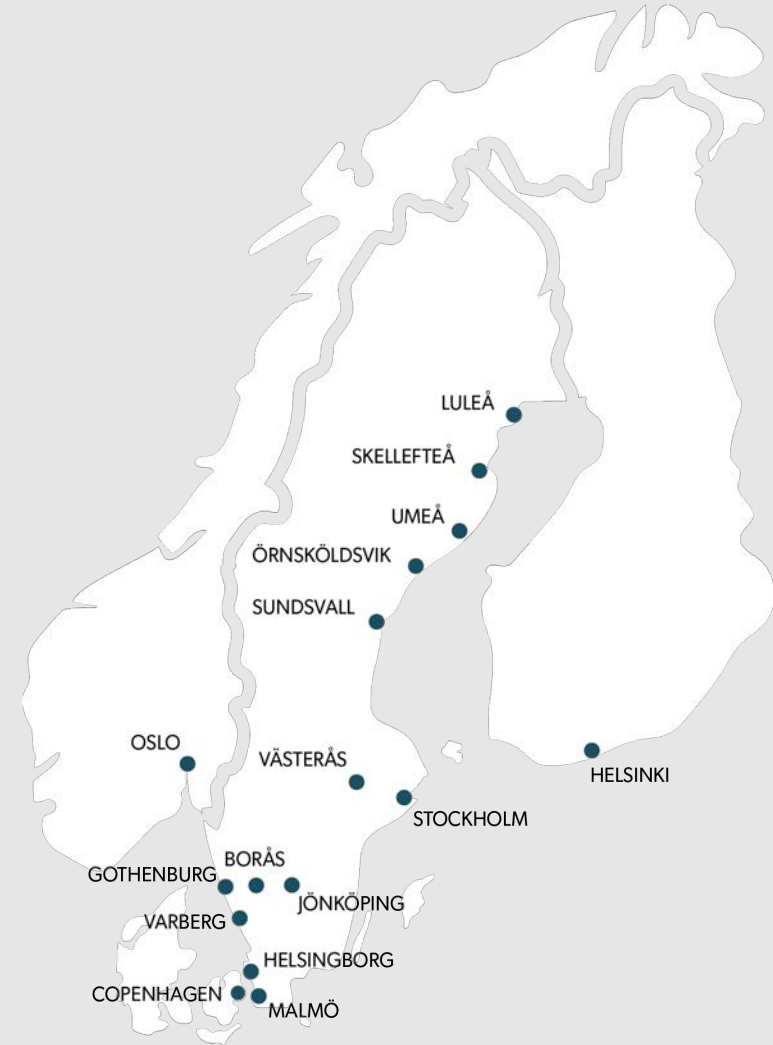 LULEÅ
SKELLEFTEÅ
UMEÅ
ÖRNSKÖLDSVIK
SUNDSVALL
OSLO
VÄSTERÅS
HELSINKI
STOCKHOLM
BORÅS
GOTHENBURG
JÖNKÖPING
VARBERG
HELSINGBORG
COPENHAGEN
MALMÖ